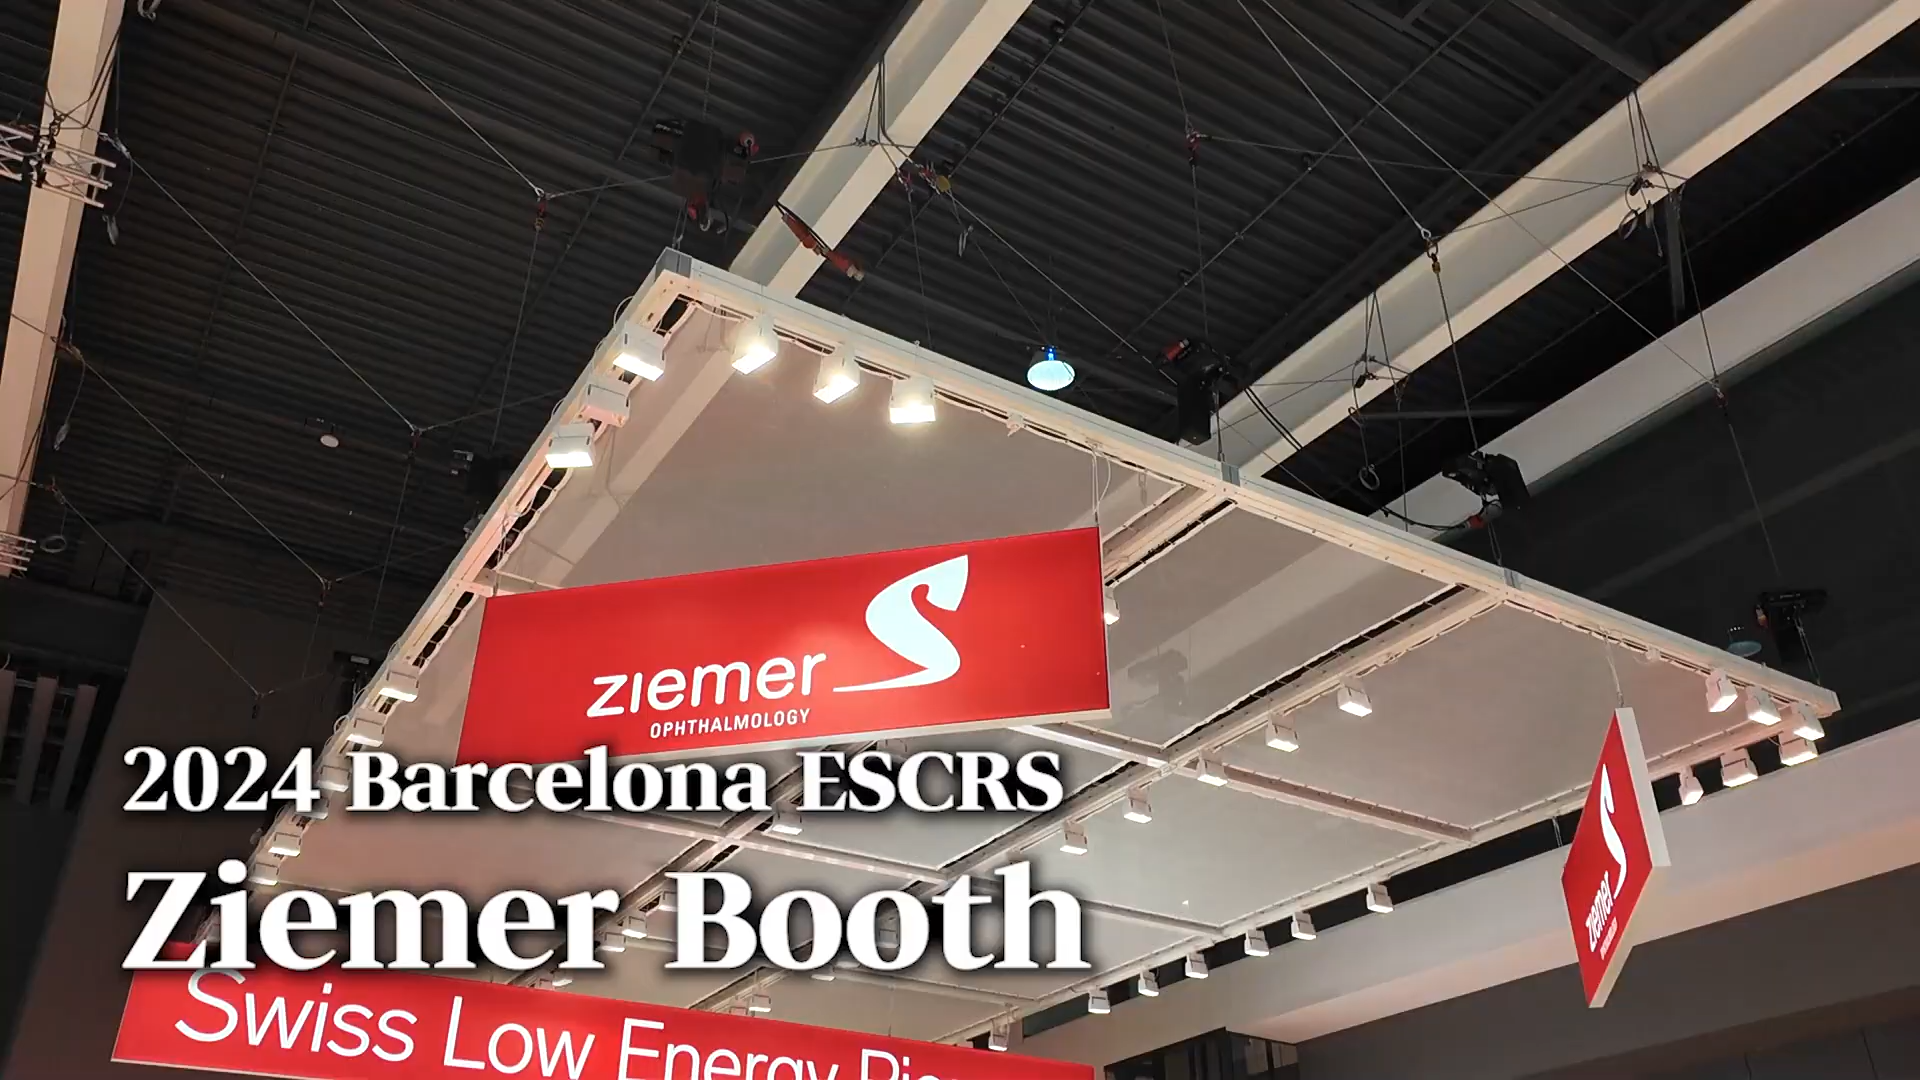 ziemer
OPHTHALMOLOGY
2024 Barcelona ESCRS
Ziemer Booth
ziemer
Swiss Low Energy